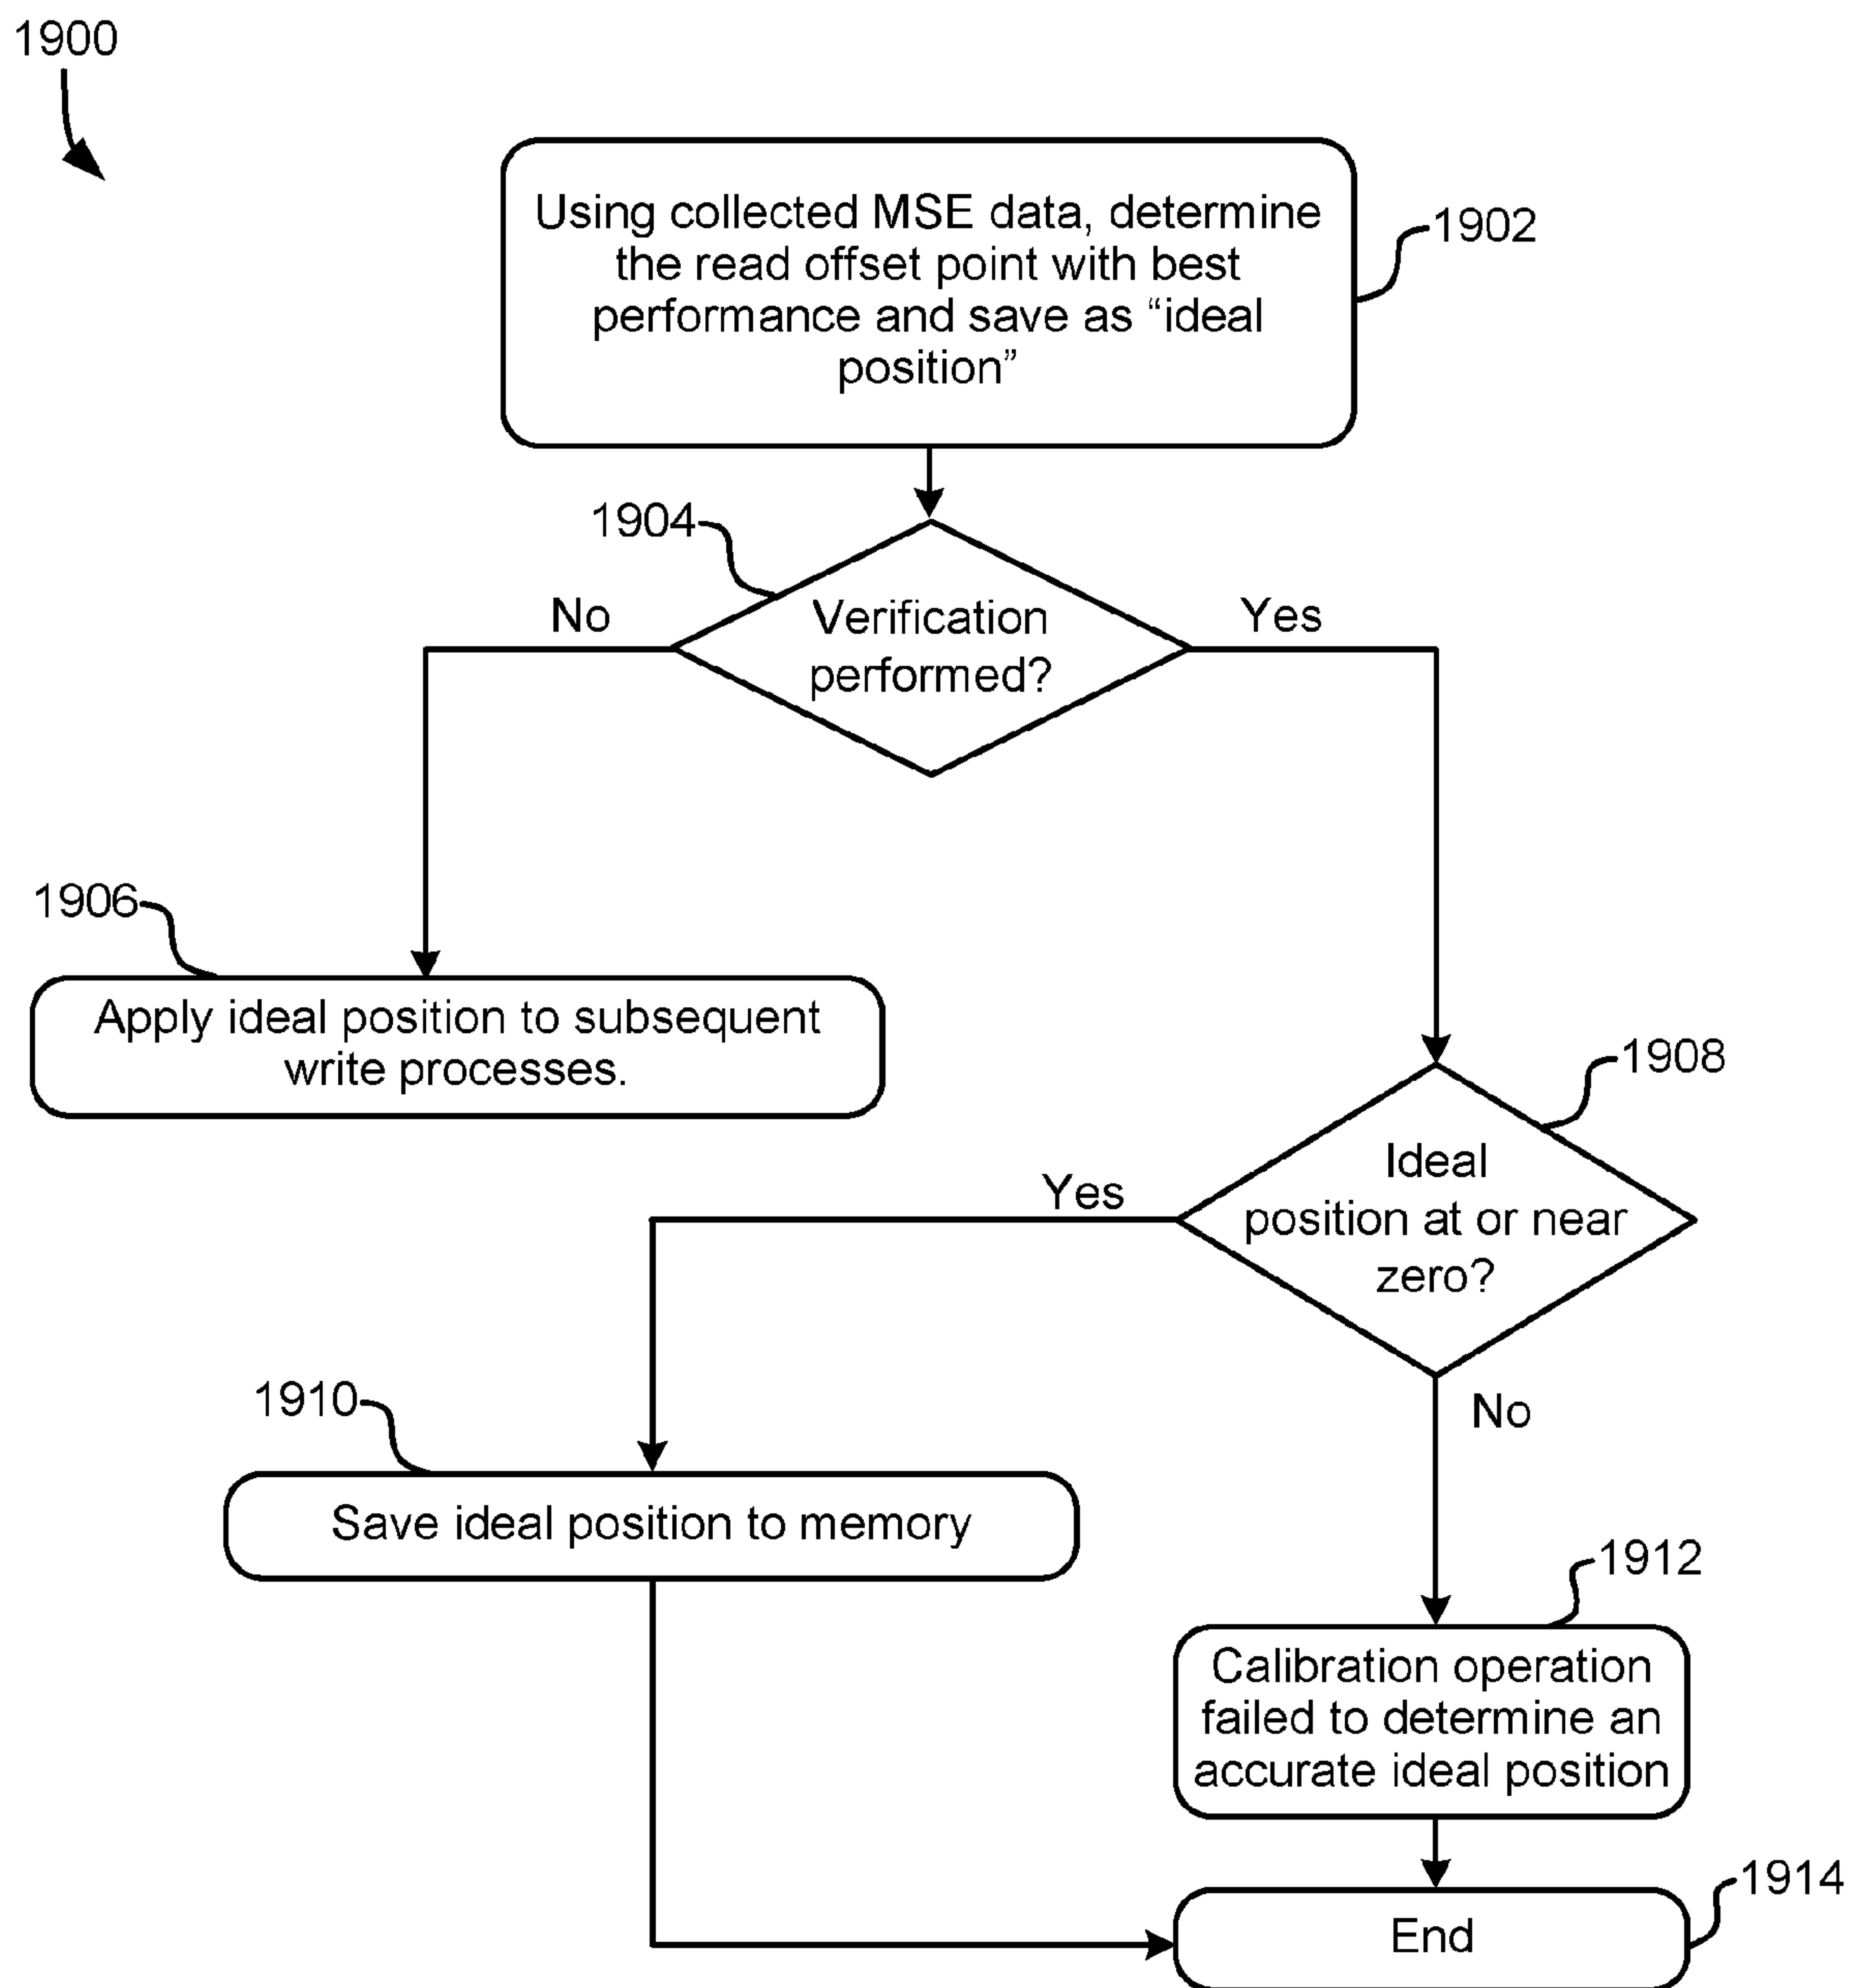 1900
Using collected MSE data, determine
the read offset point with best
performance and save as “ideal
position”
1902
1904
Verification
performed?
No
Yes
1906
Apply ideal position to subsequent
write processes.
1908
Ideal
position at or near
zero?
Yes
No
1910
Save ideal position to memory
1912
Calibration operation
failed to determine an
accurate ideal position
1914
End